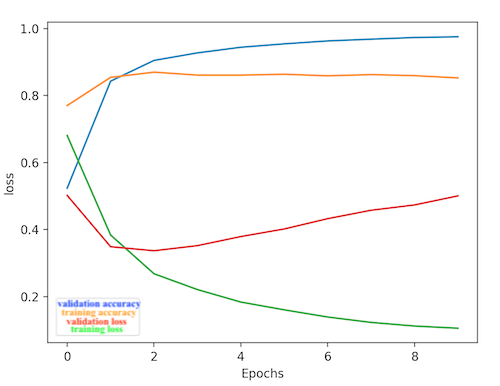 1.0
0.8
0.6
0.4
0.2
loss
validation accuracy
training accuracy
validation loss
training loss
0 2 4 6 8
Epochs